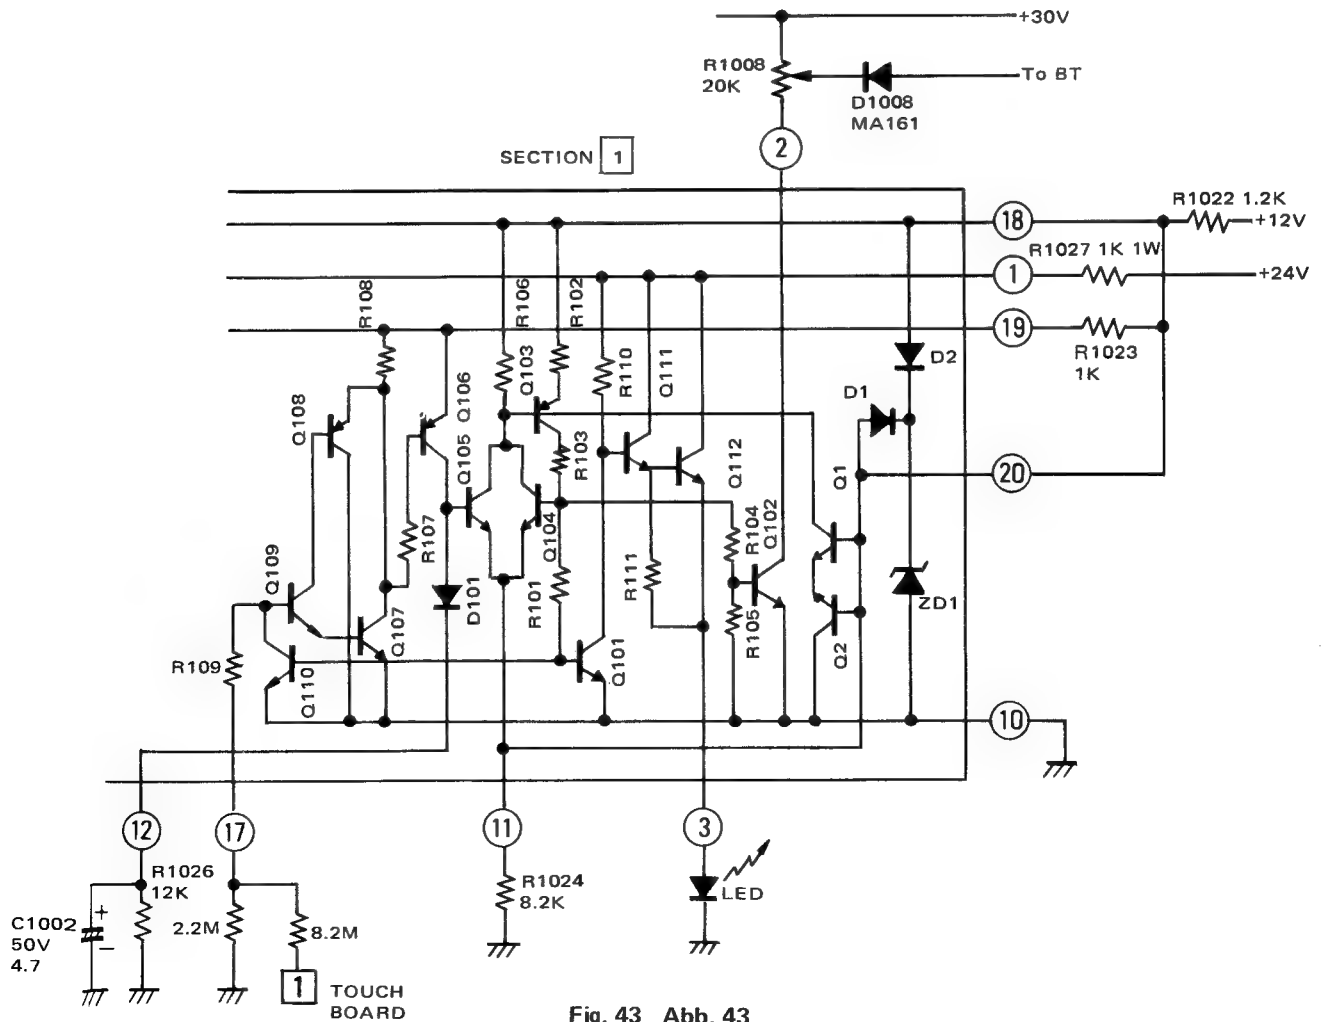 +30V
R1008
20K
To BT
D1008
MA161
2
SECTION 1
R1022 1.2K
18
+12V
R1027 1K 1W
1
+24V
R108
R106
R102
19
R1023
1K
Q103
R110
Q111
D2
D1
Q106
Q108
Q105
R103
Q112
Q1
20
R107
Q104
R104
Q102
Q109
D101
R101
R111
ZD1
Q107
R105
Q2
R109
Q110
Q101
10
12
17
11
3
R1026
12K
R1024
8.2K
LED
C1002
50V
4.7
+
−
2.2M
8.2M
1
TOUCH
BOARD
Fig. 43 Abb. 43